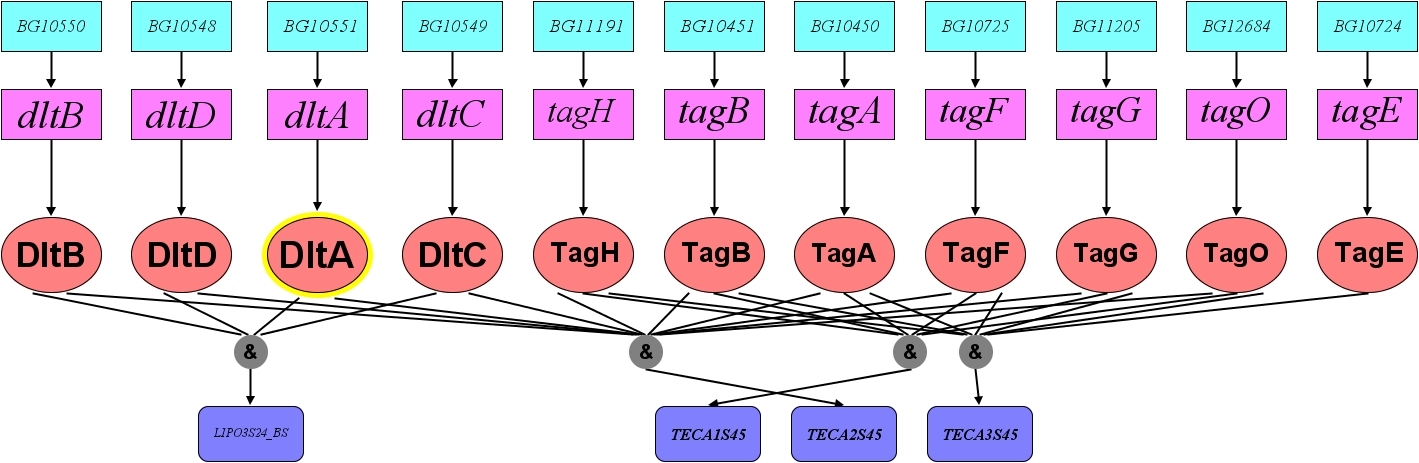 BG10550 BG10548 BG10551 BG10549 BG11191 BG10451 BG10450 BG10725 BG11205 BG12684 BG10724
dltB dltD dltA dltC tagH tagB tagA tagF tagG tagO tagE
DltB DltD DltA DltC TagH TagB TagA TagF TagG TagO TagE
& & & &
LIPO3S24_BS TECA1S45 TECA2S45 TECA3S45